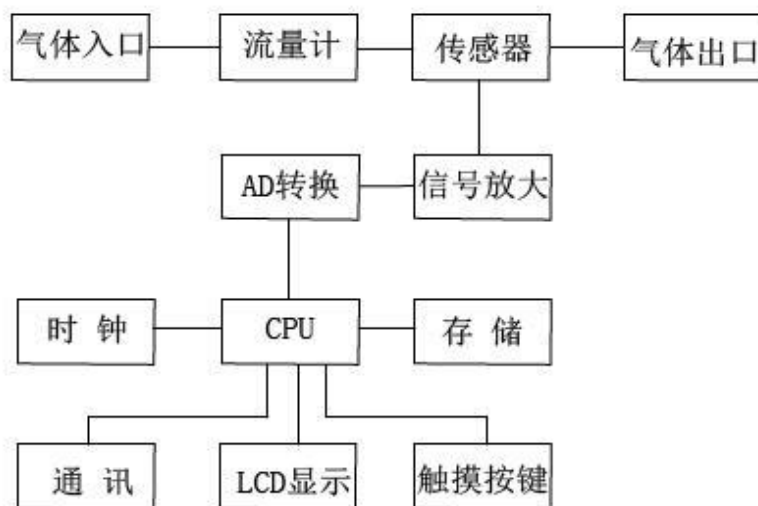 气体入口
流量计
传感器
气体出口
AD转换
信号放大
时 钟
CPU
存 储
通 讯
LCD显示
触摸按键